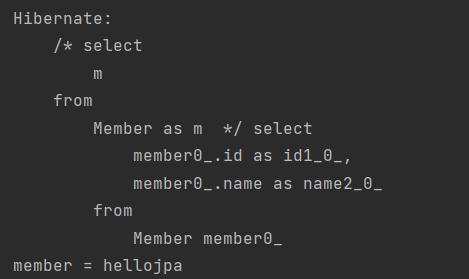 Hibernate:
/* select
m
from
Member as m  */ select
member0_.id as id1_0_,
member0_.name as name2_0_
from
Member member0_
member = hellojpa